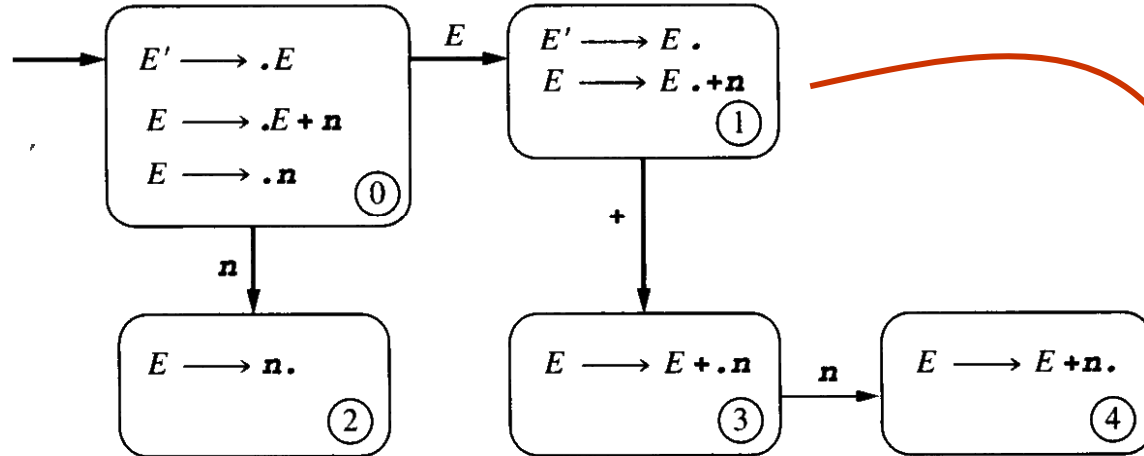 E
E' ⟶ .E
E ⟶ .E + n
E ⟶ .n
0
E' ⟶ E .
E ⟶ E .+n
1
n
+
E ⟶ n.
2
E ⟶ E +.n
3
n
E ⟶ E +n.
4